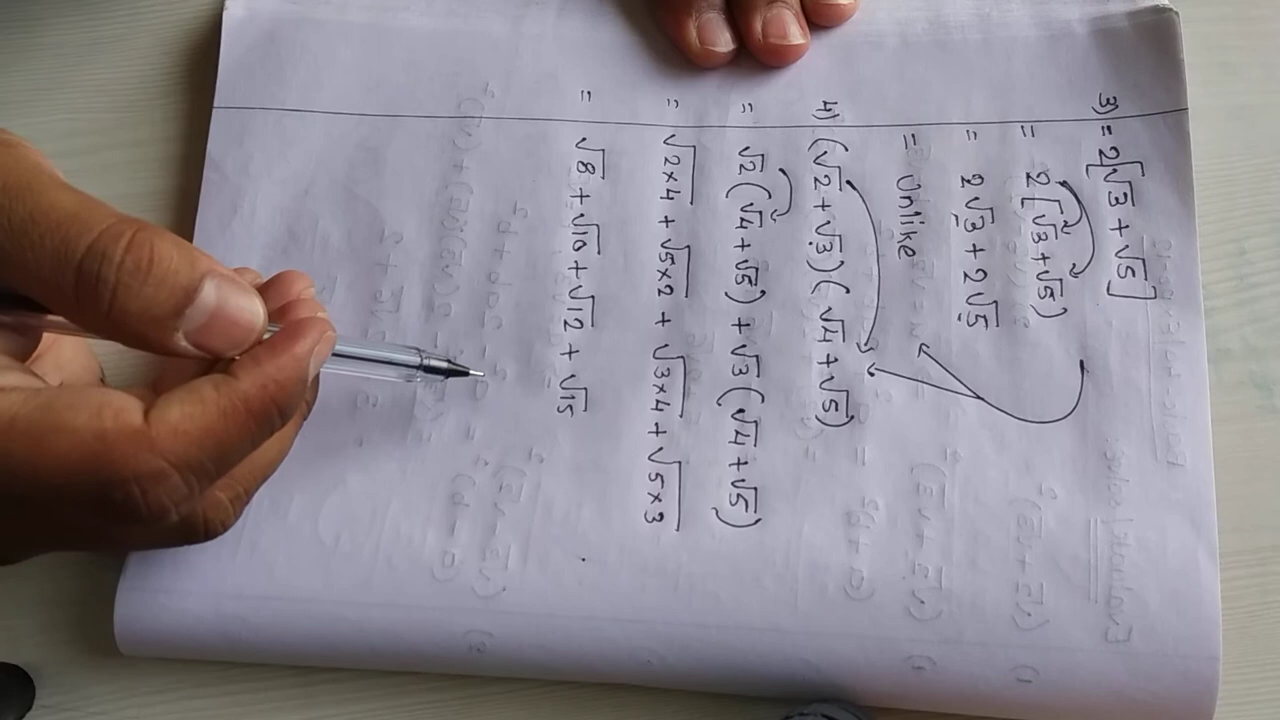 3) = 2[√3 + √5]
= 2[√3 + √5)
= 2√3 + 2√5
= Unlike
4) (√2 + √3)(√4 + √5)
= √2(√4 + √5) + √3(√4 + √5)
= √2×4 + √5×2 + √3×4 + √5×3
= √8 + √10 + √12 + √15